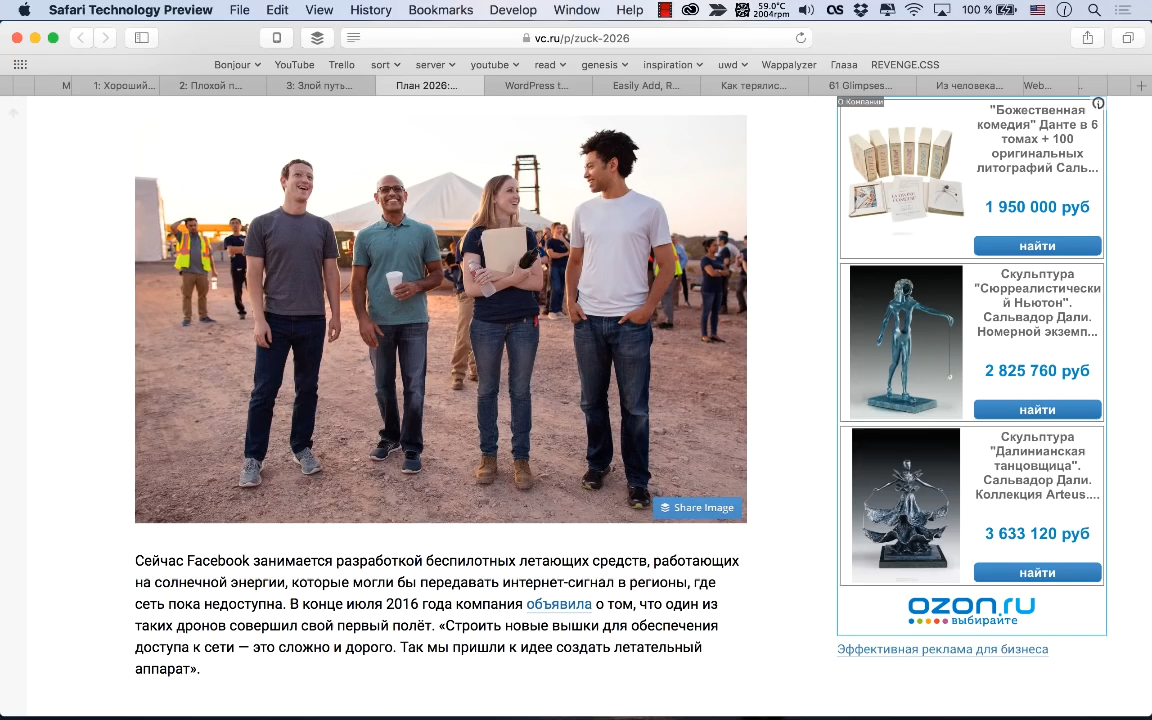 Safari Technology Preview File Edit View History Bookmarks Develop Window Help
59.0°C
2004rpm
100 %
vc.ru/p/zuck-2026
Bonjour YouTube Trello sort server youtube read genesis inspiration uwd Wappalyzer Глаза REVENGE.CSS
M 1: Хороший... 2: Плохой п... 3: Злой путь... План 2026:... WordPress t... Easily Add, R... Как терялис... 61 Glimpses... Из человека... Web...
Share Image
Сейчас Facebook занимается разработкой беспилотных летающих средств, работающих
на солнечной энергии, которые могли бы передавать интернет-сигнал в регионы, где
сеть пока недоступна. В конце июля 2016 года компания объявила о том, что один из
таких дронов совершил свой первый полёт. «Строить новые вышки для обеспечения
доступа к сети — это сложно и дорого. Так мы пришли к идее создать летательный
аппарат».
О Компании
"Божественная
комедия" Данте в 6
томах + 100
оригинальных
литографий Саль...
1 950 000 руб
найти
Скульптура
"Сюрреалистически
й Ньютон".
Сальвадор Дали.
Номерной экземп...
2 825 760 руб
найти
Скульптура
"Далинианская
танцовщица".
Сальвадор Дали.
Коллекция Arteus....
3 633 120 руб
найти
ozon.ru
выбирайте
Эффективная реклама для бизнеса